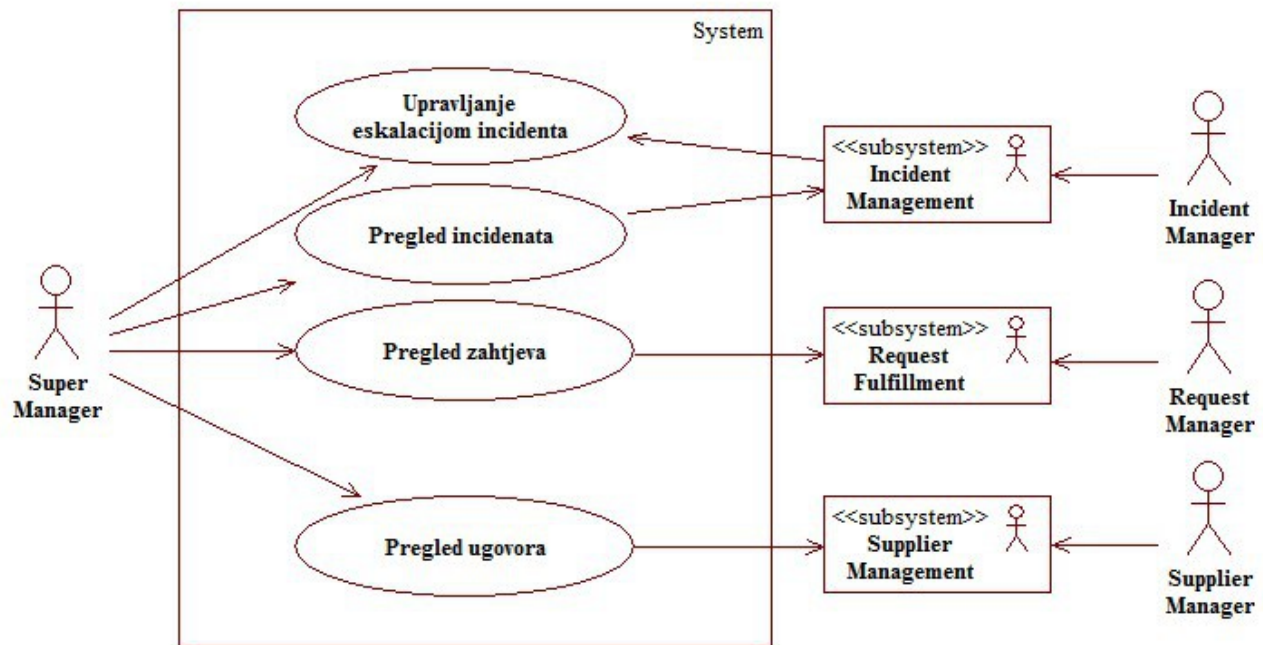 System
Upravljanje
eskalacijom incidenta
<<subsystem>>
Incident
Management
Incident
Manager
Pregled incidenata
Super
Manager
Pregled zahtjeva
<<subsystem>>
Request
Fulfillment
Request
Manager
Pregled ugovora
<<subsystem>>
Supplier
Management
Supplier
Manager